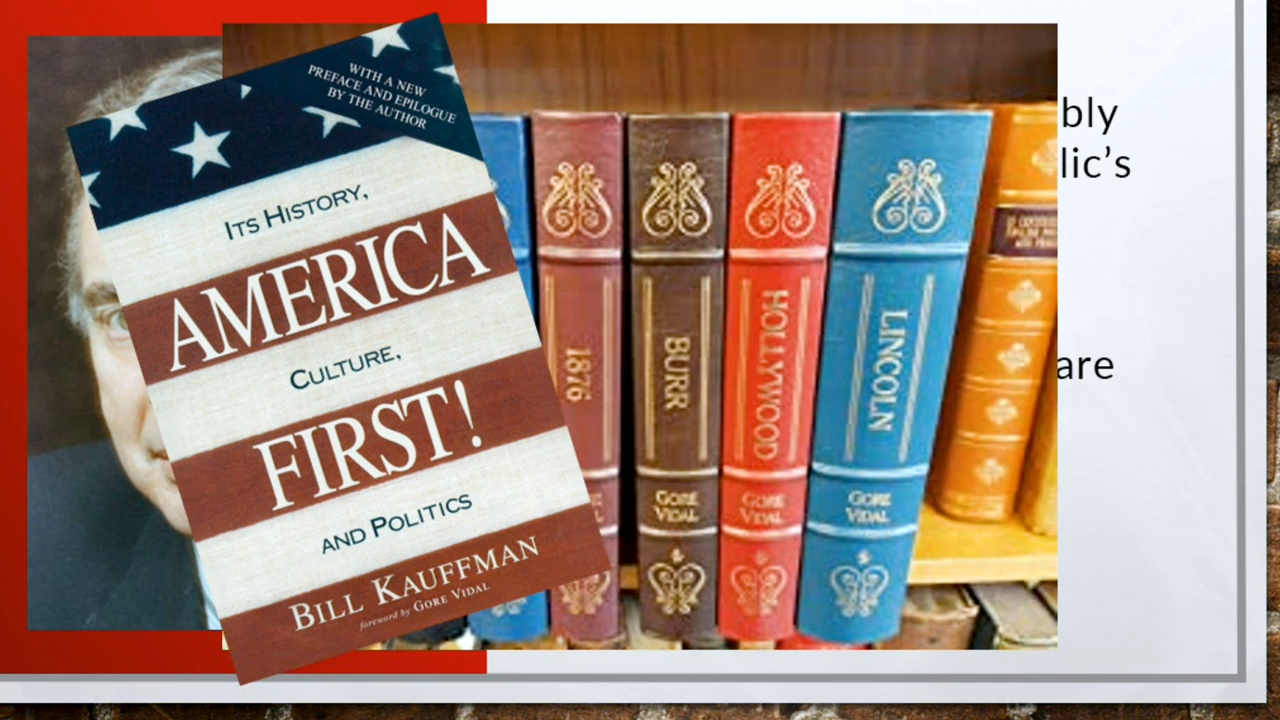 WITH A NEW
PREFACE AND EPILOGUE
BY THE AUTHOR
ITS HISTORY,
AMERICA
CULTURE,
FIRST!
AND POLITICS
BILL KAUFFMAN
foreword by GORE VIDAL
1876
BURR
GORE
VIDAL
HOLLYWOOD
GORE
VIDAL
LINCOLN
GORE
VIDAL
bly
lic’s
are